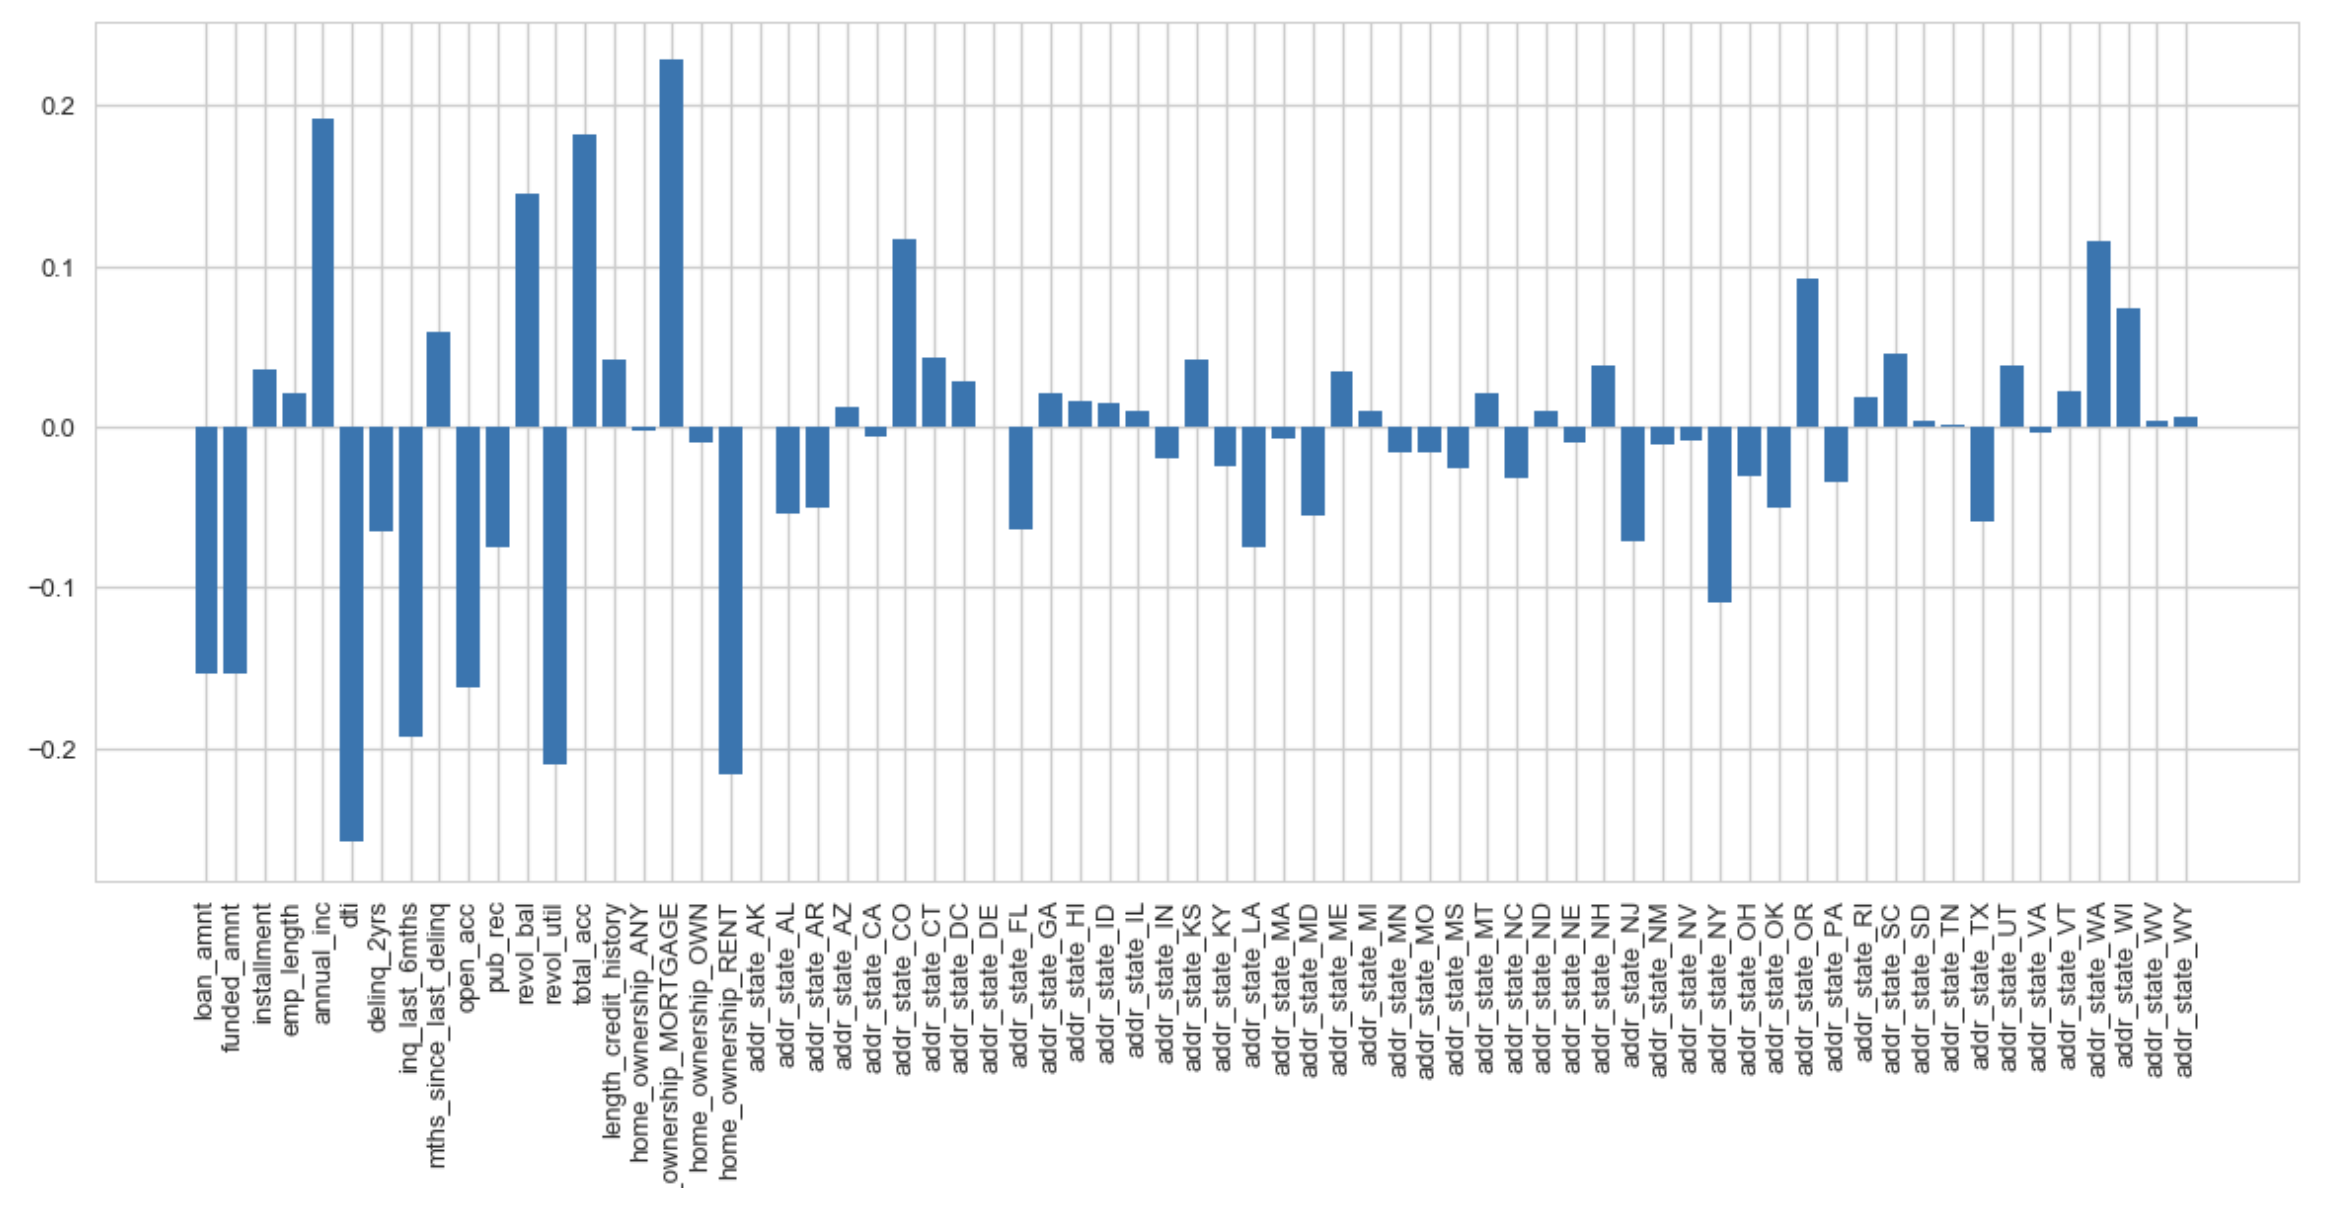 0.2
0.1
0.0
−0.1
−0.2
loan_amnt
funded_amnt
installment
emp_length
annual_inc
dti
delinq_2yrs
inq_last_6mths
mths_since_last_delinq
open_acc
pub_rec
revol_bal
revol_util
total_acc
length_credit_history
home_ownership_ANY
_ownership_MORTGAGE
home_ownership_OWN
home_ownership_RENT
addr_state_AK
addr_state_AL
addr_state_AR
addr_state_AZ
addr_state_CA
addr_state_CO
addr_state_CT
addr_state_DC
addr_state_DE
addr_state_FL
addr_state_GA
addr_state_HI
addr_state_ID
addr_state_IL
addr_state_IN
addr_state_KS
addr_state_KY
addr_state_LA
addr_state_MA
addr_state_MD
addr_state_ME
addr_state_MI
addr_state_MN
addr_state_MO
addr_state_MS
addr_state_MT
addr_state_NC
addr_state_ND
addr_state_NE
addr_state_NH
addr_state_NJ
addr_state_NM
addr_state_NV
addr_state_NY
addr_state_OH
addr_state_OK
addr_state_OR
addr_state_PA
addr_state_RI
addr_state_SC
addr_state_SD
addr_state_TN
addr_state_TX
addr_state_UT
addr_state_VA
addr_state_VT
addr_state_WA
addr_state_WI
addr_state_WV
addr_state_WY